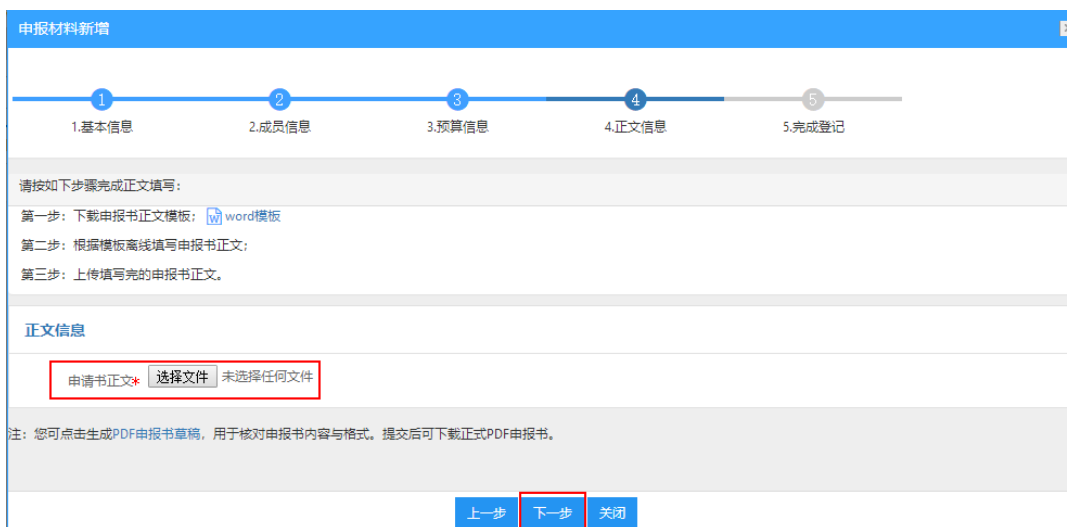 申报材料新增
1 2 3 4 5
1.基本信息 2.成员信息 3.预算信息 4.正文信息 5.完成登记
请按如下步骤完成正文填写：
第一步：下载申报书正文模板； word模板
第二步：根据模板离线填写申报书正文；
第三步：上传填写完的申报书正文。
正文信息
申请书正文* 选择文件 未选择任何文件
注：您可点击生成PDF申报书草稿，用于核对申报书内容与格式。提交后可下载正式PDF申报书。
上一步 下一步 关闭